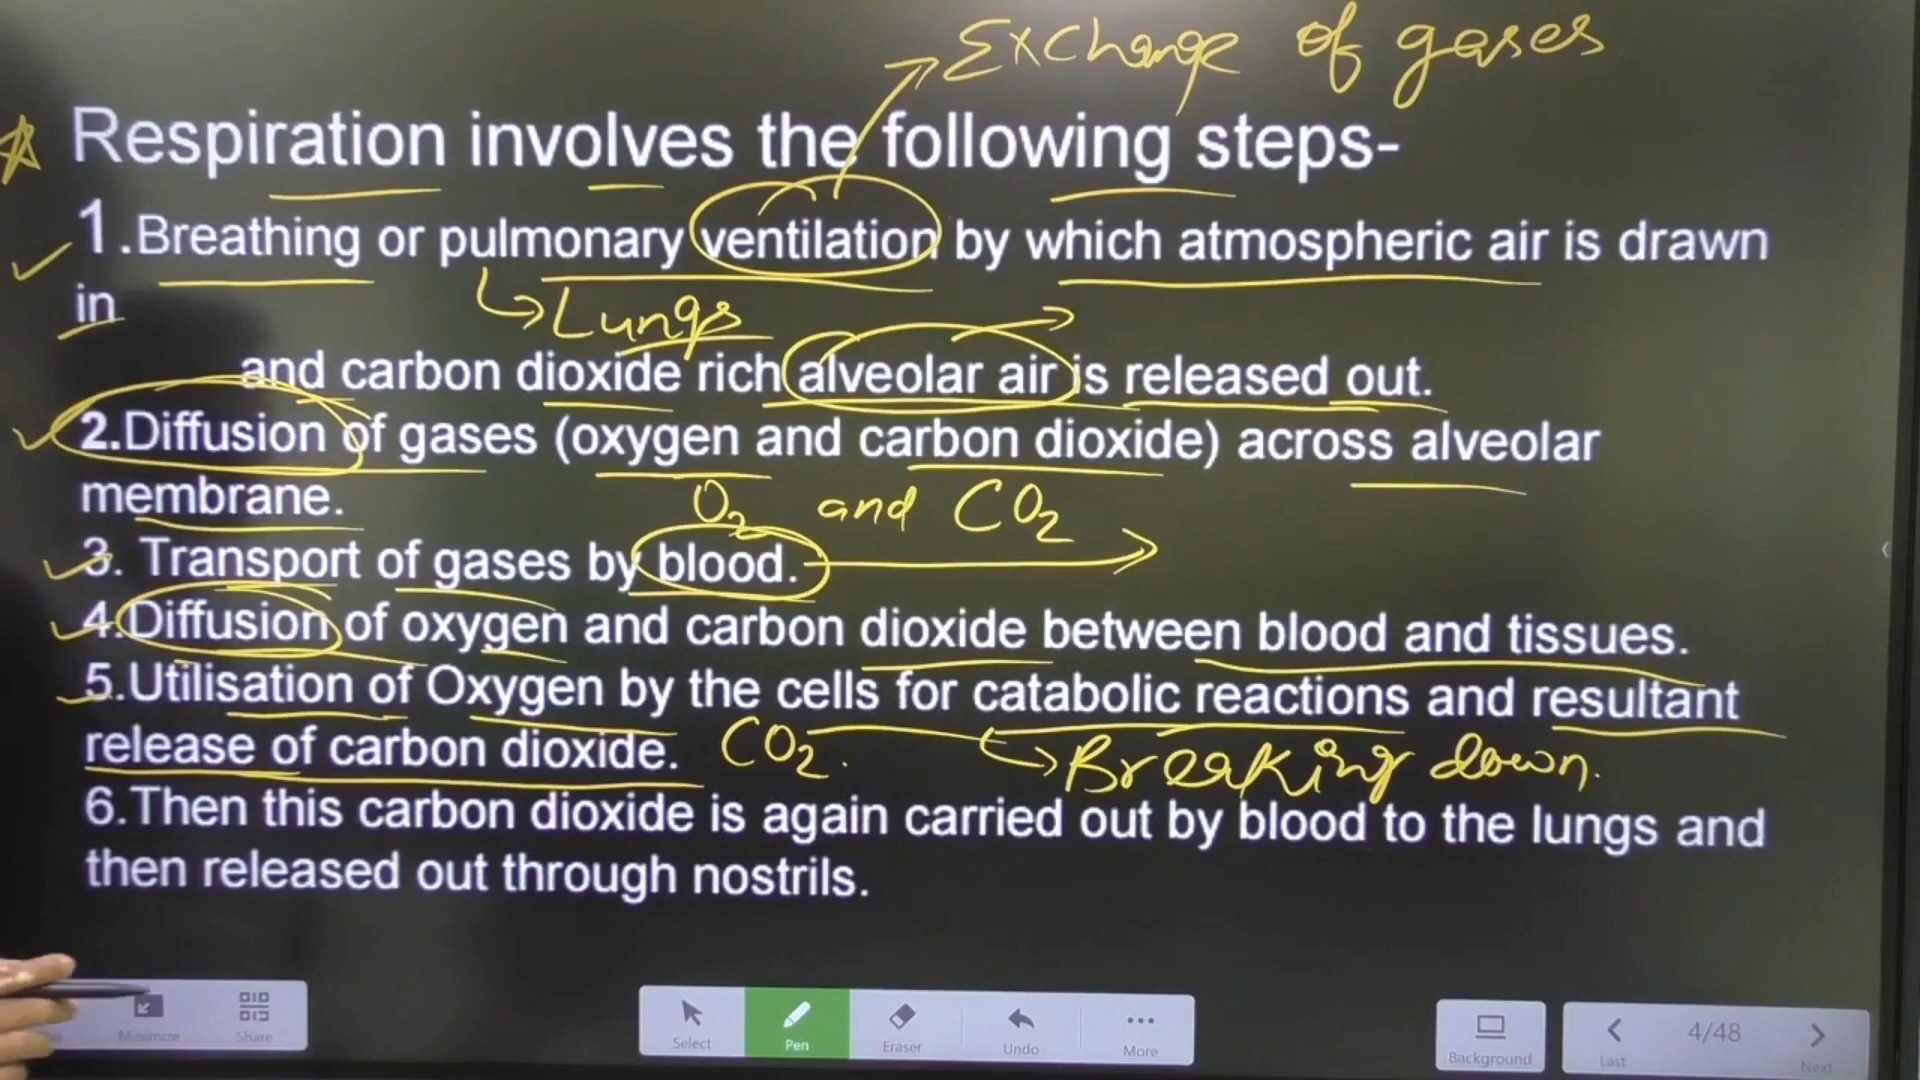 Exchange of gases
Respiration involves the following steps-
1.Breathing or pulmonary ventilation by which atmospheric air is drawn
in
Lungs
and carbon dioxide rich alveolar air is released out.
2.Diffusion of gases (oxygen and carbon dioxide) across alveolar
membrane.
O2 and CO2
3. Transport of gases by blood.
4.Diffusion of oxygen and carbon dioxide between blood and tissues.
5.Utilisation of Oxygen by the cells for catabolic reactions and resultant
release of carbon dioxide. CO2. Breaking down.
6.Then this carbon dioxide is again carried out by blood to the lungs and
then released out through nostrils.
Minimize Share Select Pen Eraser Undo More Background Last 4/48 Next